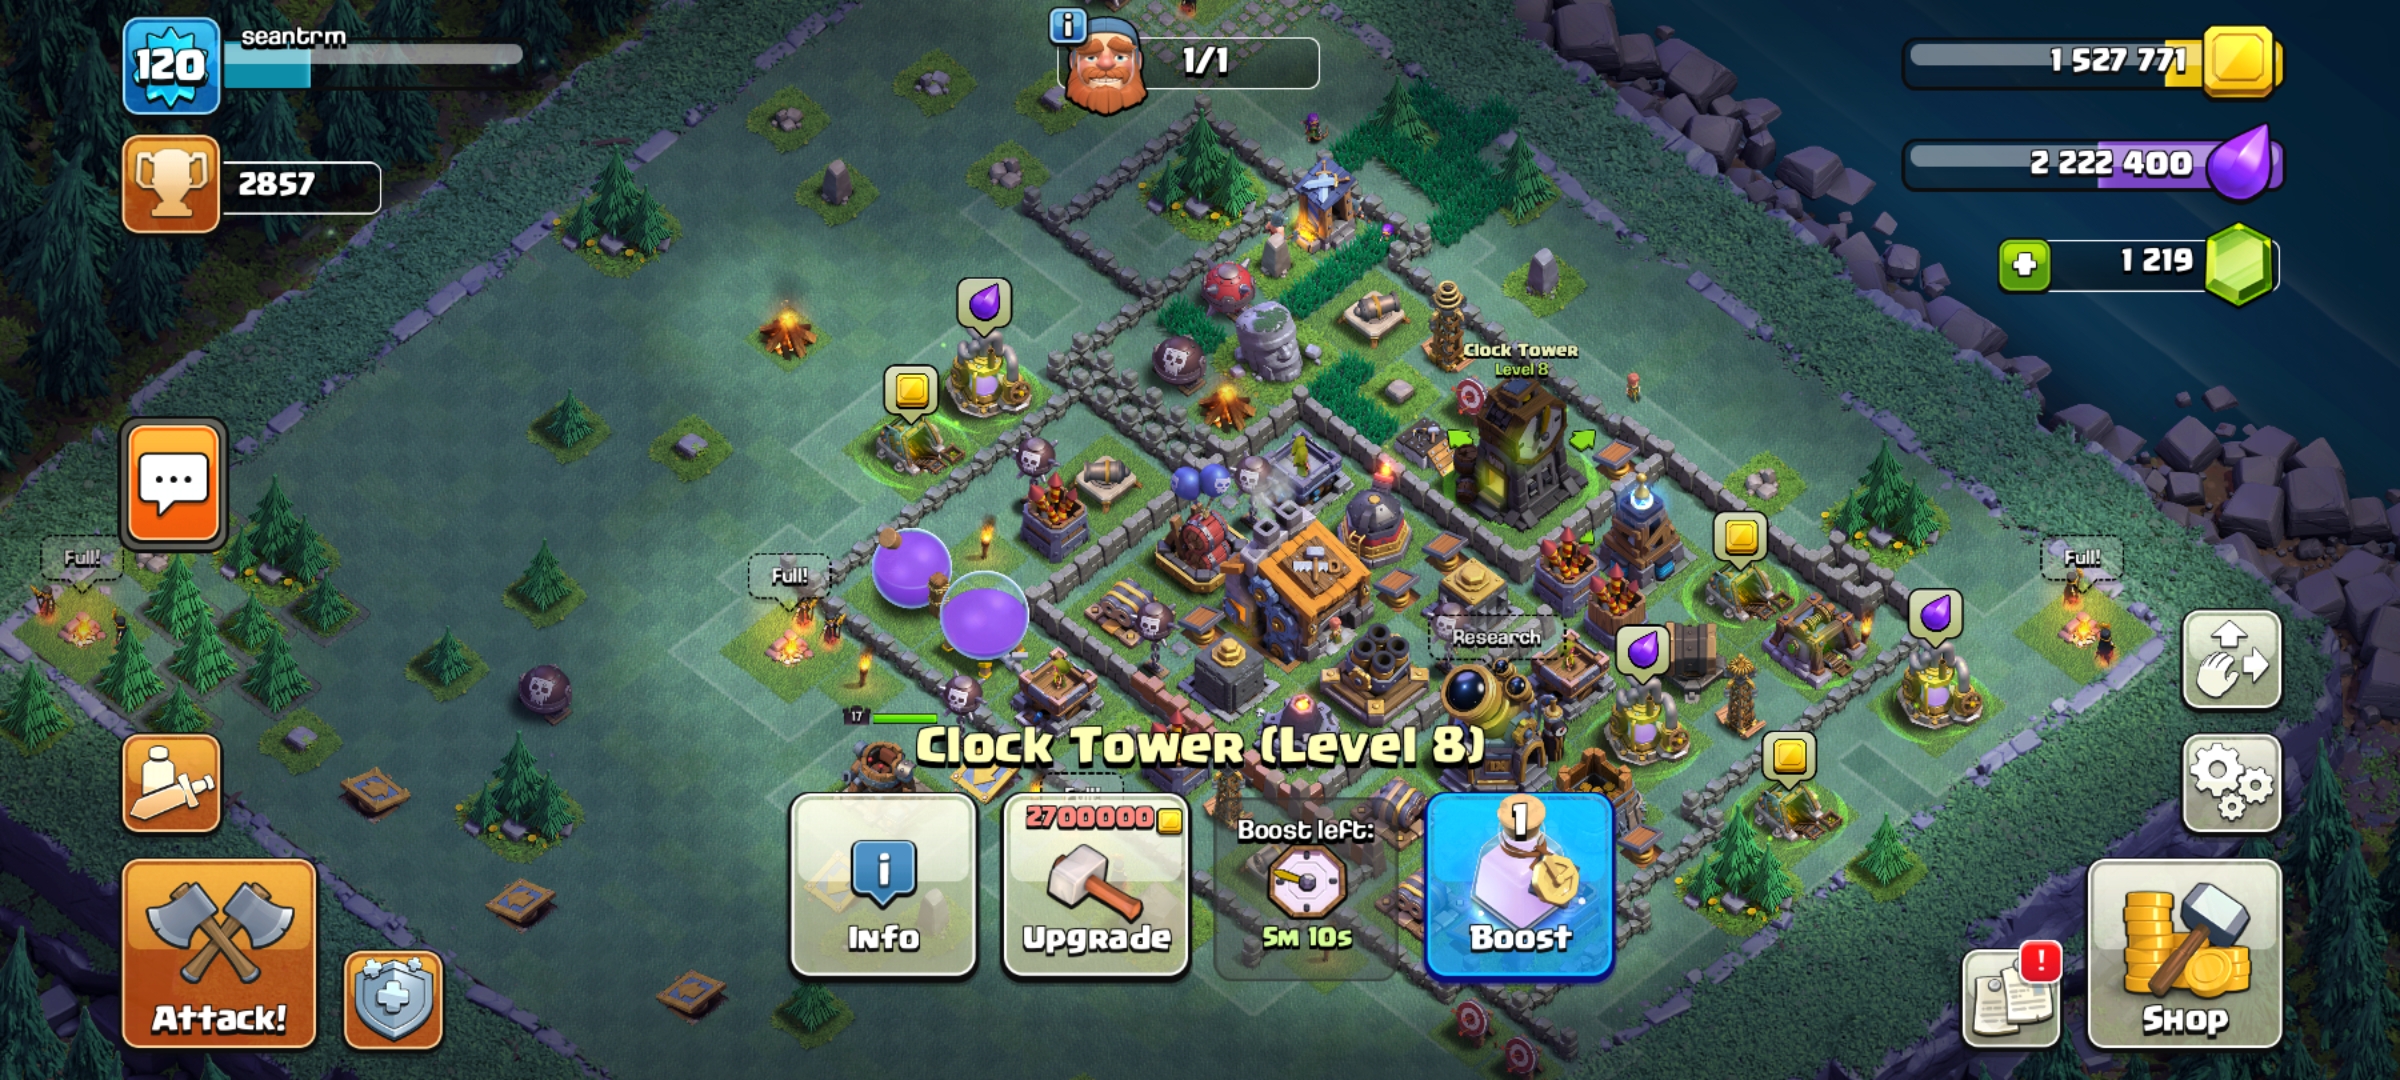 120
seantrm
1/1
1 527 771
2857
2 222 400
1 219
Clock Tower
Level 8
Full!
Full!
Full!
Research
17
Clock Tower (Level 8)
2700000
Boost left:
1
Info
Upgrade
5m 10s
Boost
Attack!
!
Shop